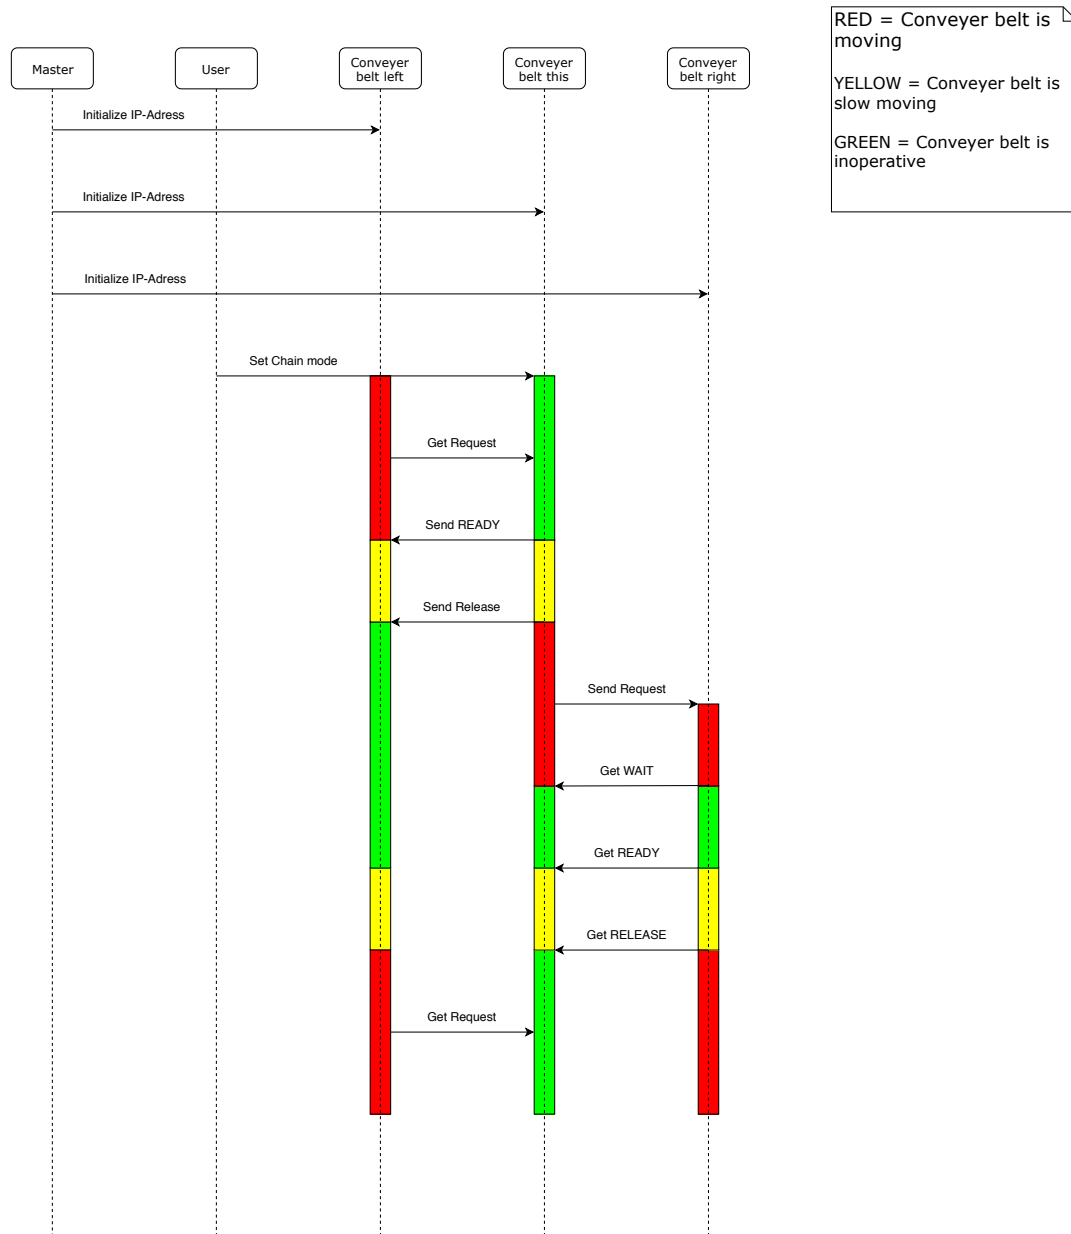 RED = Conveyer belt is
moving
YELLOW = Conveyer belt is
slow moving
GREEN = Conveyer belt is
inoperative
Master
User
Conveyer
belt left
Conveyer
belt this
Conveyer
belt right
Initialize IP-Adress
Initialize IP-Adress
Initialize IP-Adress
Set Chain mode
Get Request
Send READY
Send Release
Send Request
Get WAIT
Get READY
Get RELEASE
Get Request